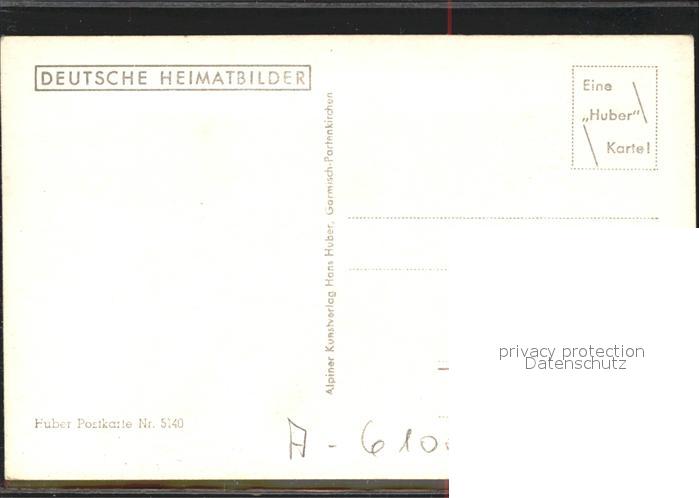 DEUTSCHE HEIMATBILDER
Eine
„Huber"
Karte!
Alpiner Kunstverlag Hans Huber, Garmisch-Partenkirchen
privacy protection
Datenschutz
Huber Postkarte Nr. 5140
A - 610